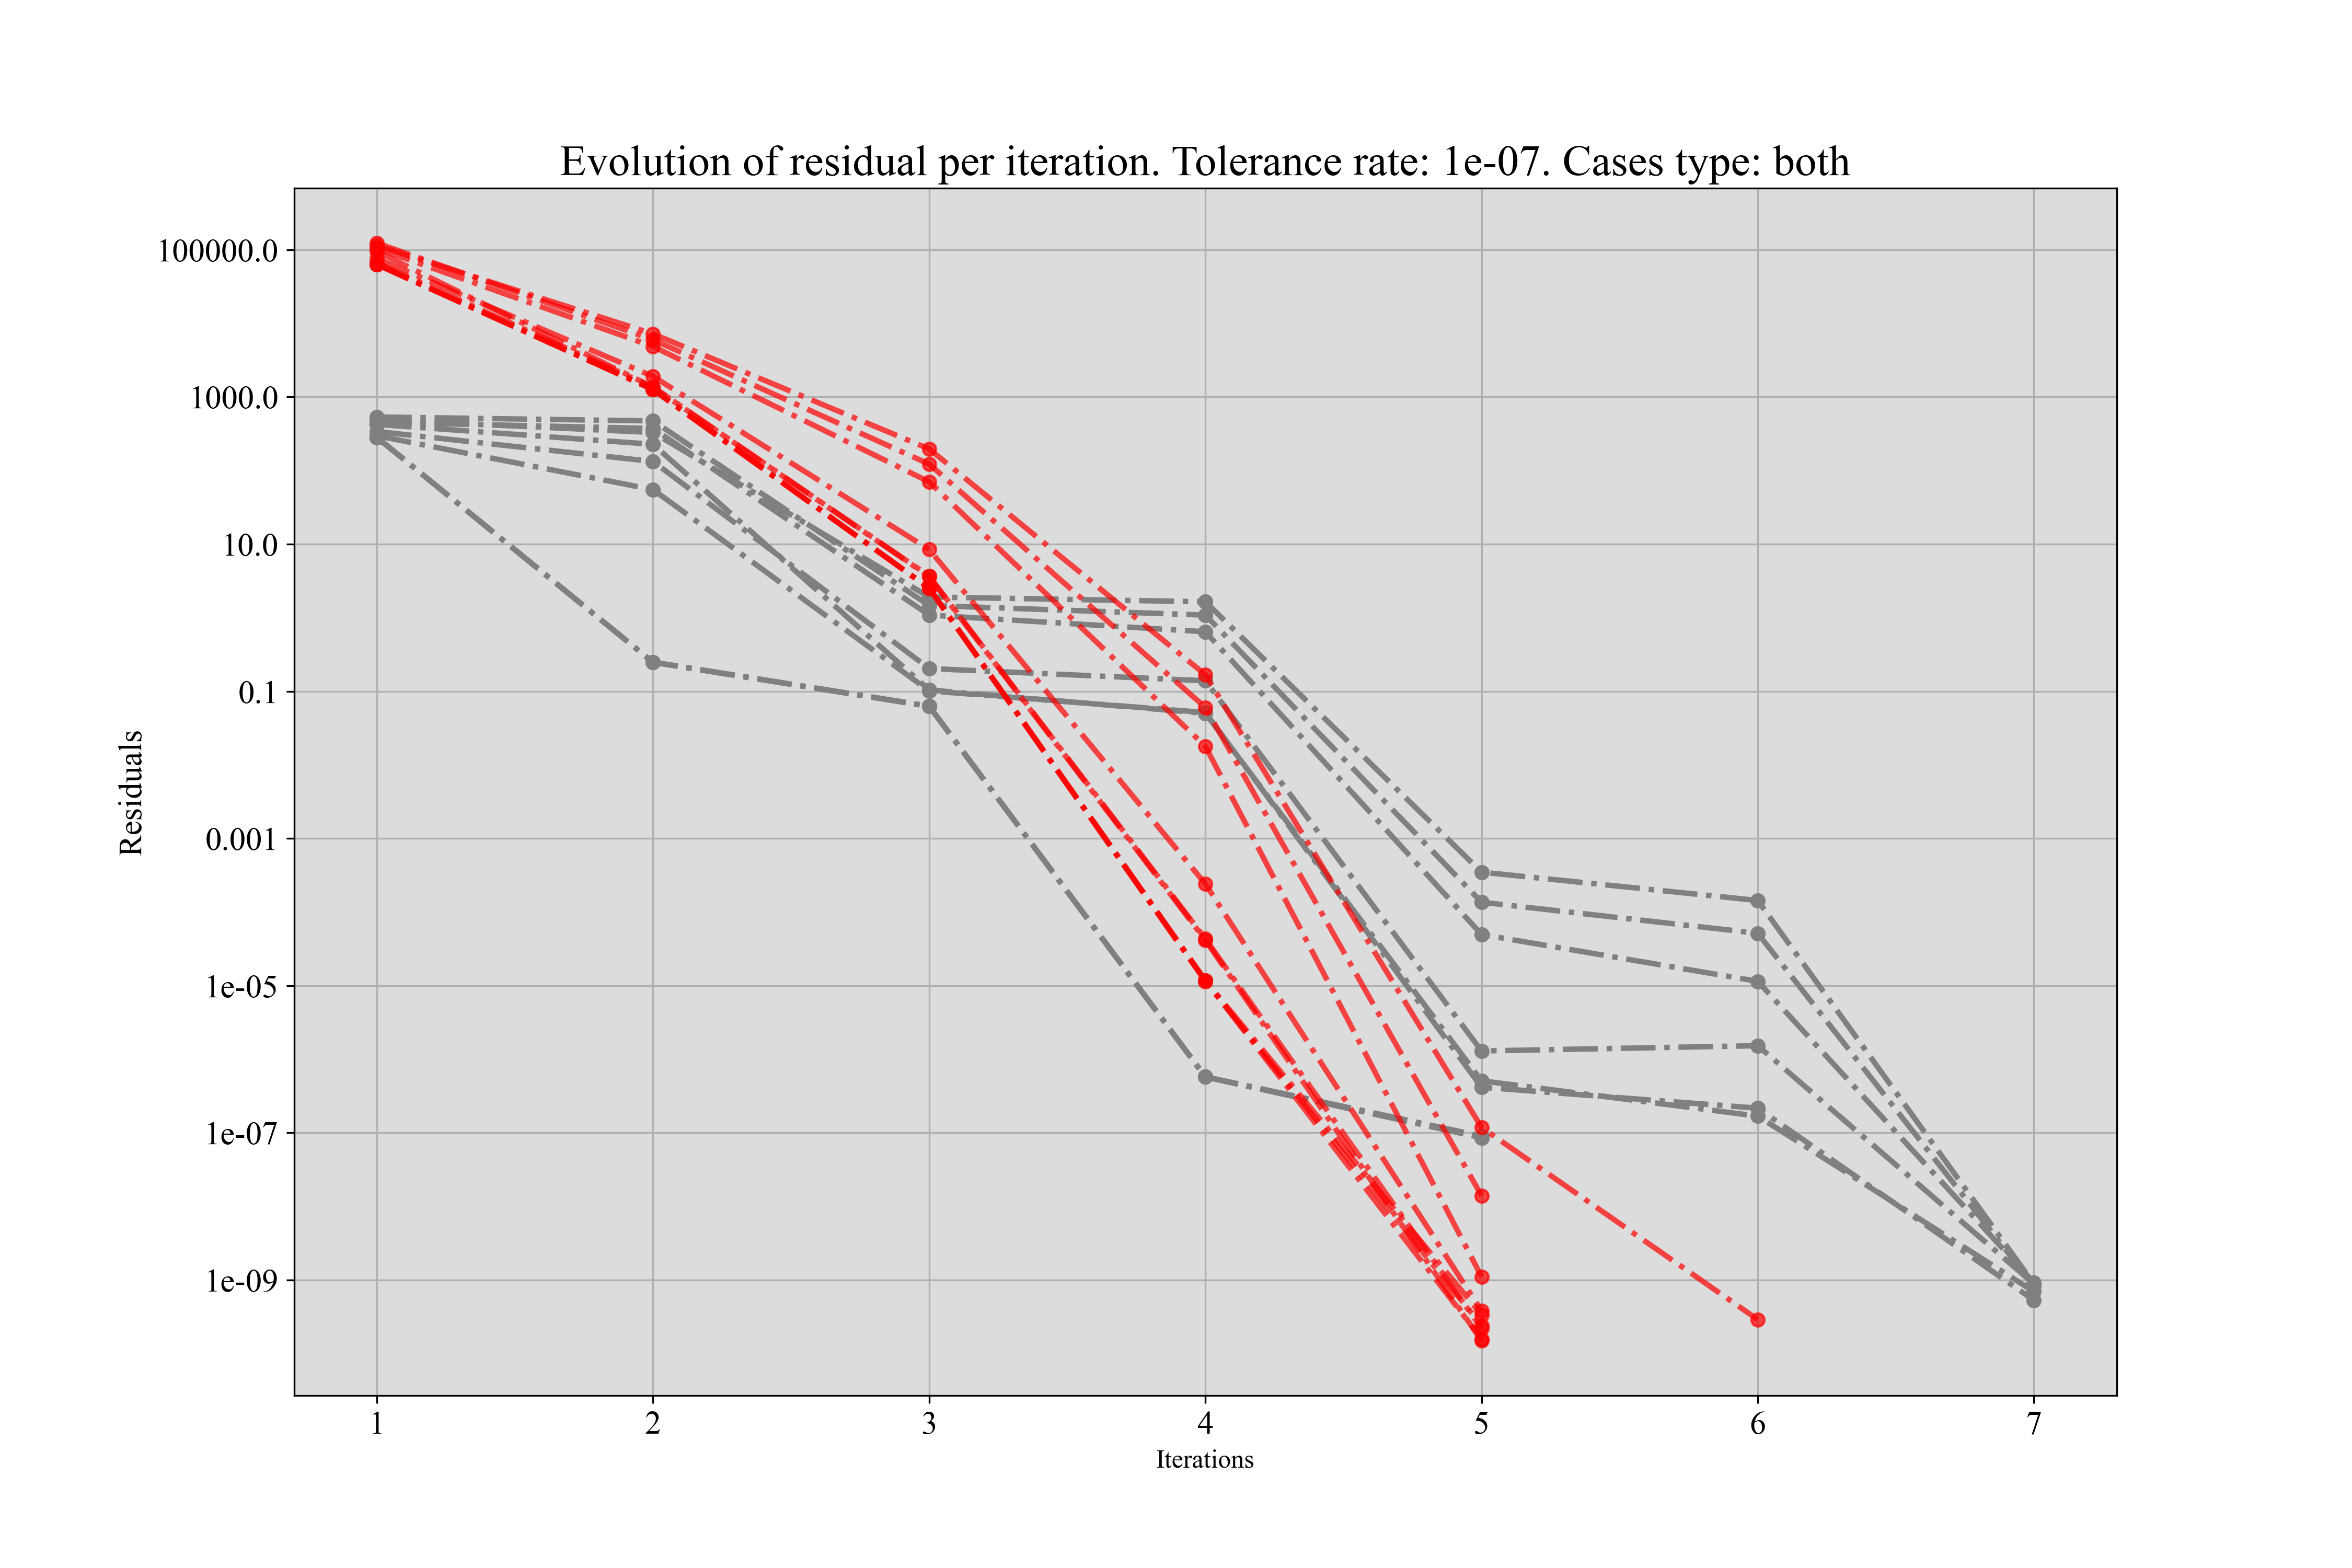 Evolution of residual per iteration. Tolerance rate: 1e-07. Cases type: both
100000.0
1000.0
10.0
0.1
0.001
1e-05
1e-07
1e-09
Residuals
1 2 3 4 5 6 7
Iterations